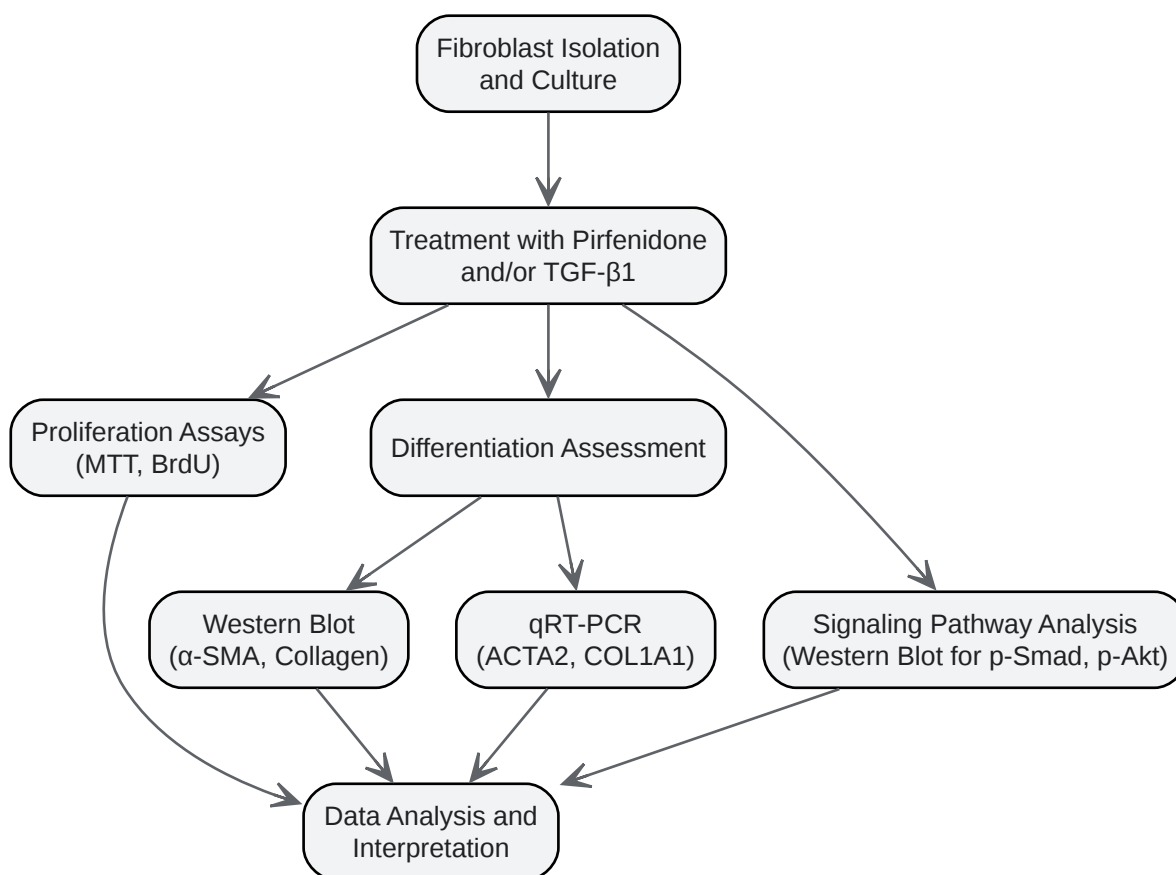 Fibroblast Isolation
and Culture
Treatment with Pirfenidone
and/or TGF-β1
Proliferation Assays
(MTT, BrdU)
Differentiation Assessment
Western Blot
(α-SMA, Collagen)
qRT-PCR
(ACTA2, COL1A1)
Signaling Pathway Analysis
(Western Blot for p-Smad, p-Akt)
Data Analysis and
Interpretation